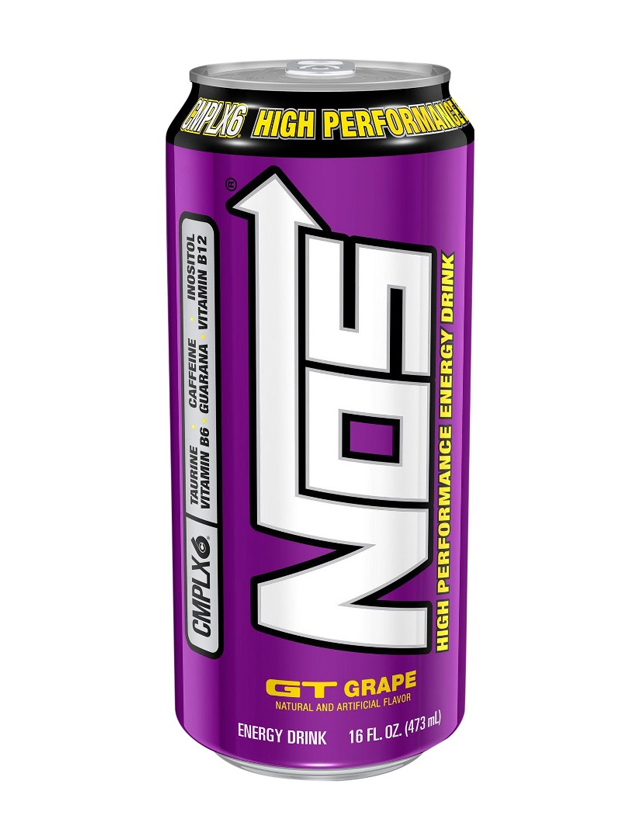 CMPLX6 HIGH PERFORMANCE
®
NOS
HIGH PERFORMANCE ENERGY DRINK
CMPLX6
TAURINE • CAFFEINE • INOSITOL
VITAMIN B6 • GUARANA • VITAMIN B12
GT GRAPE
NATURAL AND ARTIFICIAL FLAVOR
ENERGY DRINK 16 FL. OZ. (473 mL)